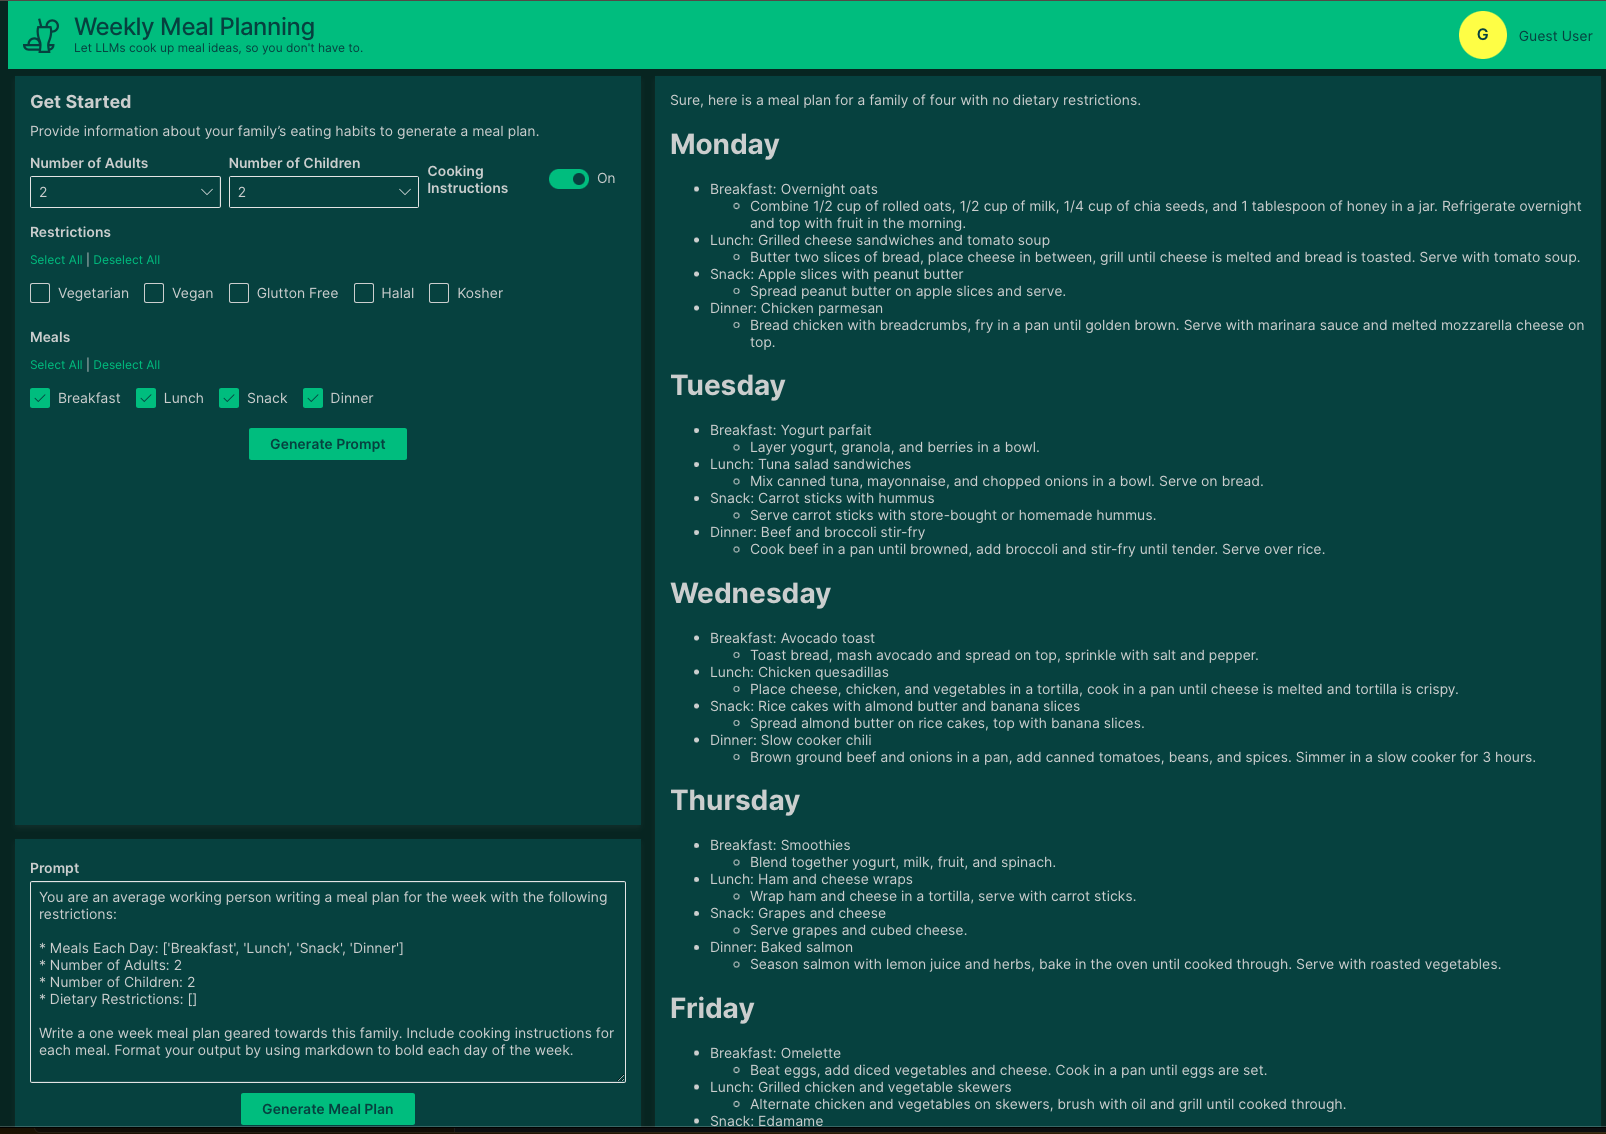 Weekly Meal Planning
Let LLMs cook up meal ideas, so you don't have to.
G
Guest User
Get Started
Provide information about your family's eating habits to generate a meal plan.
Number of Adults
2
Number of Children
2
Cooking
Instructions
On
Restrictions
Select All | Deselect All
Vegetarian
Vegan
Glutton Free
Halal
Kosher
Meals
Select All | Deselect All
Breakfast
Lunch
Snack
Dinner
Generate Prompt
Prompt
You are an average working person writing a meal plan for the week with the following
restrictions:
* Meals Each Day: ['Breakfast', 'Lunch', 'Snack', 'Dinner']
* Number of Adults: 2
* Number of Children: 2
* Dietary Restrictions: []
Write a one week meal plan geared towards this family. Include cooking instructions for
each meal. Format your output by using markdown to bold each day of the week.
Generate Meal Plan
Sure, here is a meal plan for a family of four with no dietary restrictions.
Monday
Breakfast: Overnight oats
Combine 1/2 cup of rolled oats, 1/2 cup of milk, 1/4 cup of chia seeds, and 1 tablespoon of honey in a jar. Refrigerate overnight
and top with fruit in the morning.
Lunch: Grilled cheese sandwiches and tomato soup
Butter two slices of bread, place cheese in between, grill until cheese is melted and bread is toasted. Serve with tomato soup.
Snack: Apple slices with peanut butter
Spread peanut butter on apple slices and serve.
Dinner: Chicken parmesan
Bread chicken with breadcrumbs, fry in a pan until golden brown. Serve with marinara sauce and melted mozzarella cheese on
top.
Tuesday
Breakfast: Yogurt parfait
Layer yogurt, granola, and berries in a bowl.
Lunch: Tuna salad sandwiches
Mix canned tuna, mayonnaise, and chopped onions in a bowl. Serve on bread.
Snack: Carrot sticks with hummus
Serve carrot sticks with store-bought or homemade hummus.
Dinner: Beef and broccoli stir-fry
Cook beef in a pan until browned, add broccoli and stir-fry until tender. Serve over rice.
Wednesday
Breakfast: Avocado toast
Toast bread, mash avocado and spread on top, sprinkle with salt and pepper.
Lunch: Chicken quesadillas
Place cheese, chicken, and vegetables in a tortilla, cook in a pan until cheese is melted and tortilla is crispy.
Snack: Rice cakes with almond butter and banana slices
Spread almond butter on rice cakes, top with banana slices.
Dinner: Slow cooker chili
Brown ground beef and onions in a pan, add canned tomatoes, beans, and spices. Simmer in a slow cooker for 3 hours.
Thursday
Breakfast: Smoothies
Blend together yogurt, milk, fruit, and spinach.
Lunch: Ham and cheese wraps
Wrap ham and cheese in a tortilla, serve with carrot sticks.
Snack: Grapes and cheese
Serve grapes and cubed cheese.
Dinner: Baked salmon
Season salmon with lemon juice and herbs, bake in the oven until cooked through. Serve with roasted vegetables.
Friday
Breakfast: Omelette
Beat eggs, add diced vegetables and cheese. Cook in a pan until eggs are set.
Lunch: Grilled chicken and vegetable skewers
Alternate chicken and vegetables on skewers, brush with oil and grill until cooked through.
Snack: Edamame